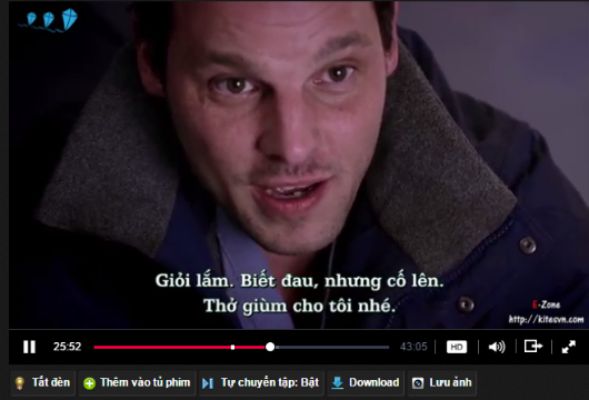 Giỏi lắm. Biết đau, nhưng cố lên.
Thở giùm cho tôi nhé.
E-Zone
http://kitesvn.com
25:52
43:05
HD
Tắt đèn
Thêm vào tủ phim
Tự chuyển tập: Bật
Download
Lưu ảnh